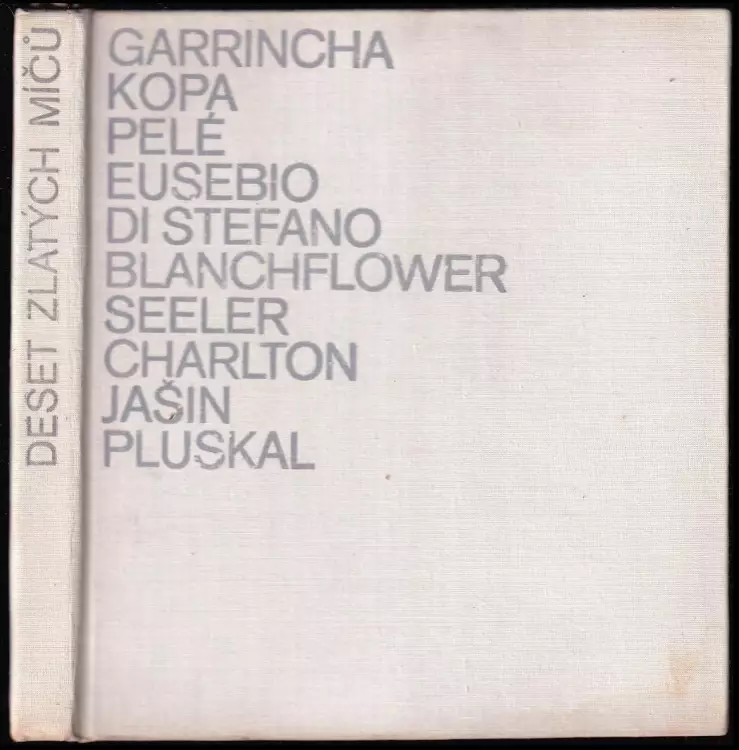 DESET ZLATÝCH MÍČŮ
GARRINCHA
KOPA
PELÉ
EUSEBIO
DI STEFANO
BLANCHFLOWER
SEELER
CHARLTON
JAŠIN
PLUSKAL